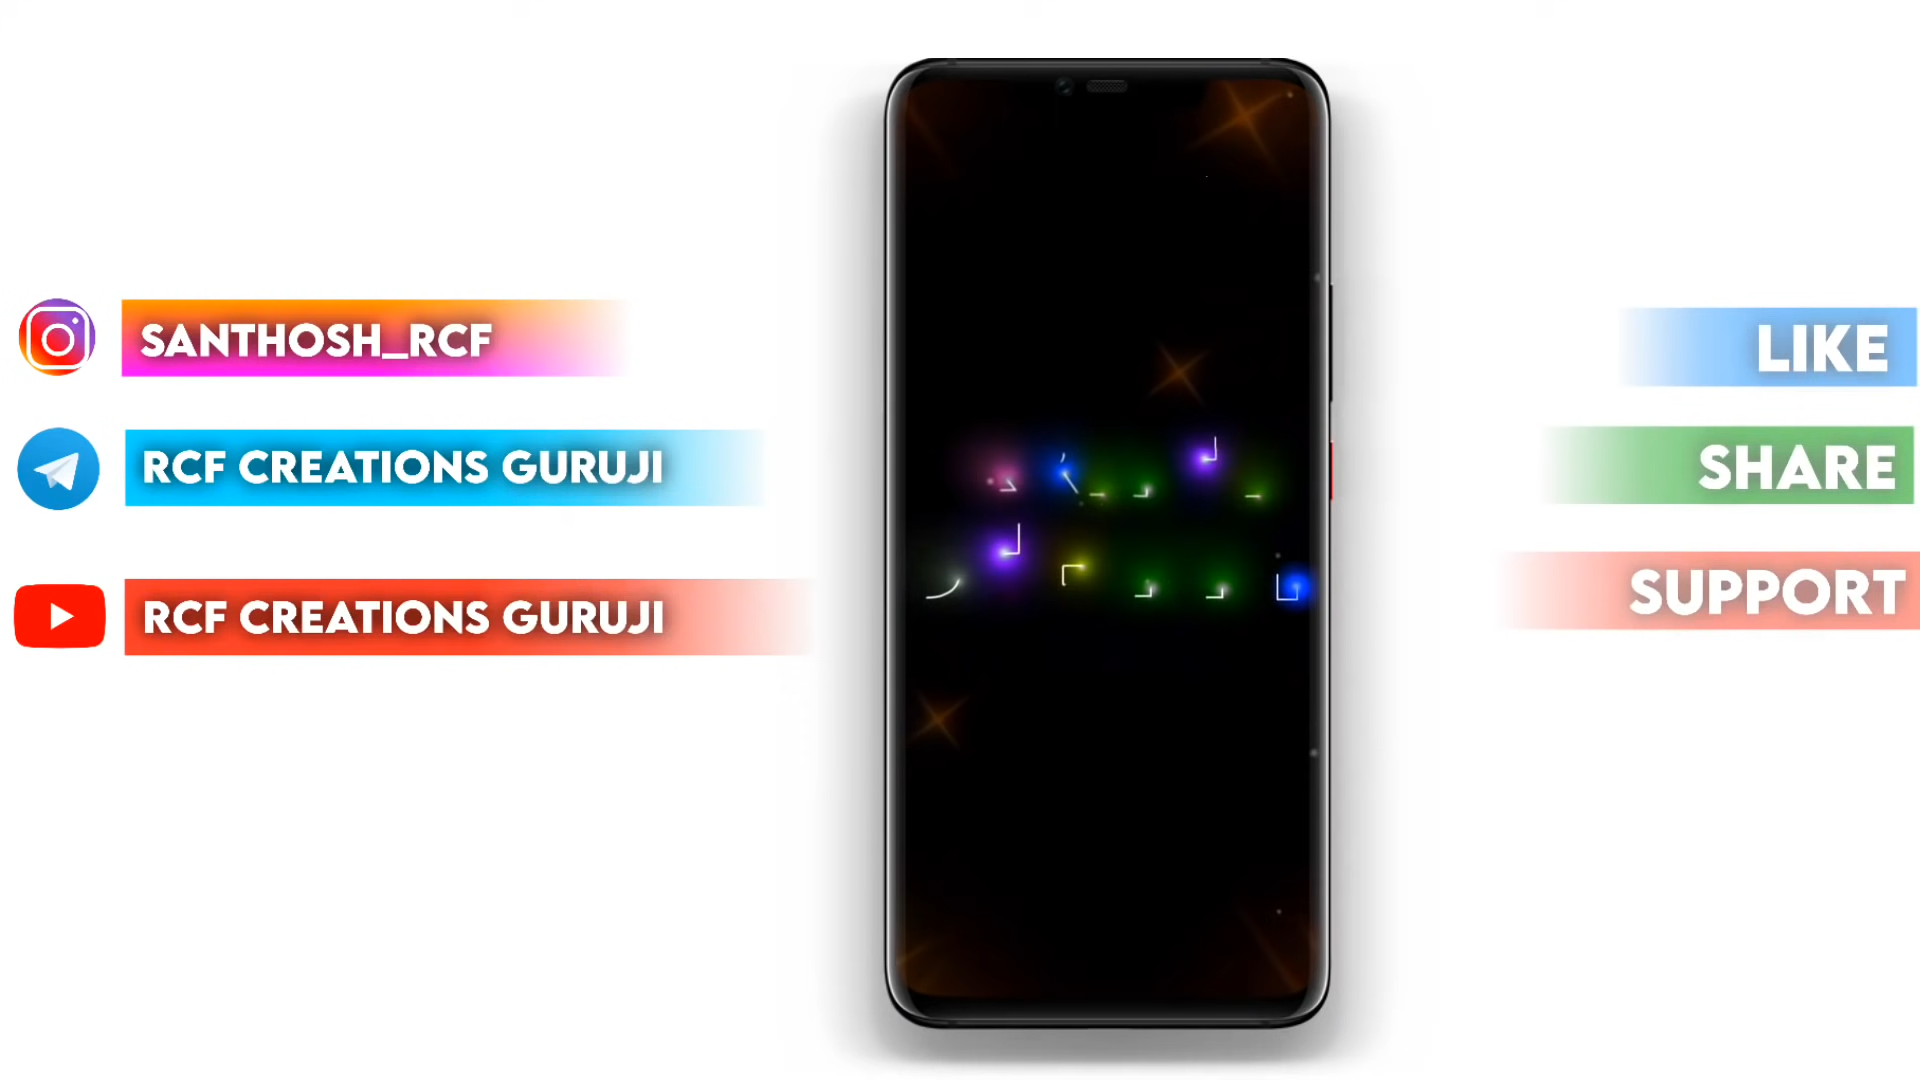 SANTHOSH_RCF
RCF CREATIONS GURUJI
RCF CREATIONS GURUJI
LIKE
SHARE
SUPPORT